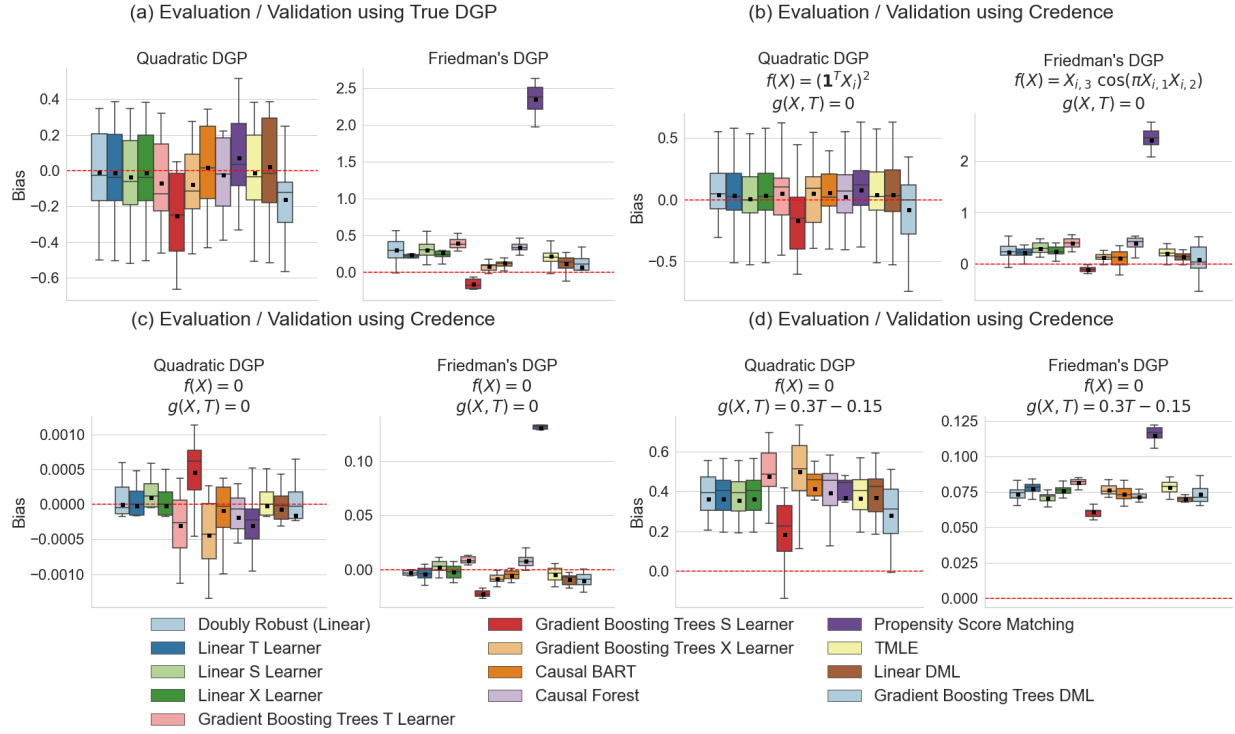 (a) Evaluation / Validation using True DGP
Quadratic DGP
Friedman's DGP
Bias
0.4
0.2
0.0
−0.2
−0.4
−0.6
2.5
2.0
1.5
1.0
0.5
0.0
(b) Evaluation / Validation using Credence
Quadratic DGP
f(X) = (1ᵀXᵢ)²
g(X, T) = 0
Friedman's DGP
f(X) = Xᵢ,₃ cos(πXᵢ,₁Xᵢ,₂)
g(X, T) = 0
Bias
0.5
0.0
−0.5
2
1
0
(c) Evaluation / Validation using Credence
Quadratic DGP
f(X) = 0
g(X, T) = 0
Friedman's DGP
f(X) = 0
g(X, T) = 0
Bias
0.0010
0.0005
0.0000
−0.0005
−0.0010
0.10
0.05
0.00
(d) Evaluation / Validation using Credence
Quadratic DGP
f(X) = 0
g(X, T) = 0.3T − 0.15
Friedman's DGP
f(X) = 0
g(X, T) = 0.3T − 0.15
Bias
0.6
0.4
0.2
0.0
0.125
0.100
0.075
0.050
0.025
0.000
Doubly Robust (Linear)
Linear T Learner
Linear S Learner
Linear X Learner
Gradient Boosting Trees T Learner
Gradient Boosting Trees S Learner
Gradient Boosting Trees X Learner
Causal BART
Causal Forest
Propensity Score Matching
TMLE
Linear DML
Gradient Boosting Trees DML